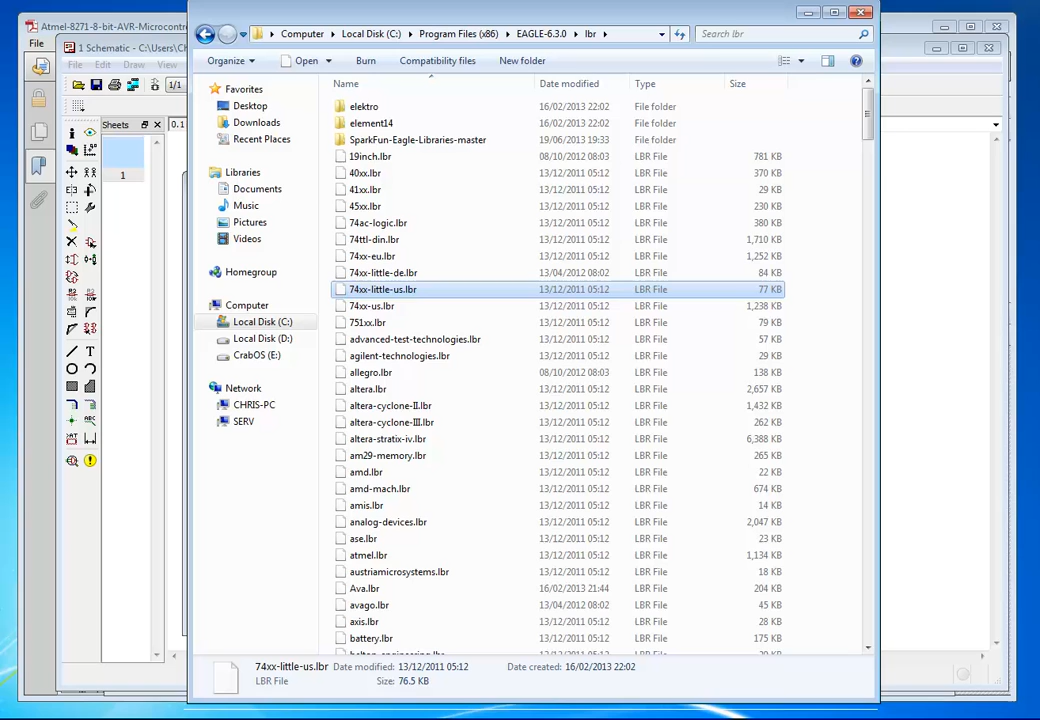 Atmel-8271-8-bit-AVR-Microcontr
File
1 Schematic - C:\Users\Ch
File Edit Draw View
1/1
Sheets
0.1
1
Computer Local Disk (C:) Program Files (x86) EAGLE-6.3.0 lbr
Search lbr
Organize Open Burn Compatibility files New folder
Favorites
Desktop
Downloads
Recent Places
Libraries
Documents
Music
Pictures
Videos
Homegroup
Computer
Local Disk (C:)
Local Disk (D:)
CrabOS (E:)
Network
CHRIS-PC
SERV
Name Date modified Type Size
elektro 16/02/2013 22:02 File folder
element14 16/02/2013 22:02 File folder
SparkFun-Eagle-Libraries-master 19/06/2013 19:33 File folder
19inch.lbr 08/10/2012 08:03 LBR File 781 KB
40xx.lbr 13/12/2011 05:12 LBR File 370 KB
41xx.lbr 13/12/2011 05:12 LBR File 29 KB
45xx.lbr 13/12/2011 05:12 LBR File 230 KB
74ac-logic.lbr 13/12/2011 05:12 LBR File 380 KB
74ttl-din.lbr 13/12/2011 05:12 LBR File 1,710 KB
74xx-eu.lbr 13/12/2011 05:12 LBR File 1,252 KB
74xx-little-de.lbr 13/04/2012 08:02 LBR File 84 KB
74xx-little-us.lbr 13/12/2011 05:12 LBR File 77 KB
74xx-us.lbr 13/12/2011 05:12 LBR File 1,238 KB
751xx.lbr 13/12/2011 05:12 LBR File 79 KB
advanced-test-technologies.lbr 13/12/2011 05:12 LBR File 57 KB
agilent-technologies.lbr 13/12/2011 05:12 LBR File 29 KB
allegro.lbr 08/10/2012 08:03 LBR File 138 KB
altera.lbr 13/12/2011 05:12 LBR File 2,657 KB
altera-cyclone-II.lbr 13/12/2011 05:12 LBR File 1,432 KB
altera-cyclone-III.lbr 13/12/2011 05:12 LBR File 262 KB
altera-stratix-iv.lbr 13/12/2011 05:12 LBR File 6,388 KB
am29-memory.lbr 13/12/2011 05:12 LBR File 265 KB
amd.lbr 13/12/2011 05:12 LBR File 22 KB
amd-mach.lbr 13/12/2011 05:12 LBR File 674 KB
amis.lbr 13/12/2011 05:12 LBR File 14 KB
analog-devices.lbr 13/12/2011 05:12 LBR File 2,047 KB
ase.lbr 13/12/2011 05:12 LBR File 23 KB
atmel.lbr 13/12/2011 05:12 LBR File 1,134 KB
austriamicrosystems.lbr 13/12/2011 05:12 LBR File 18 KB
Ava.lbr 16/02/2013 21:44 LBR File 204 KB
avago.lbr 13/04/2012 08:02 LBR File 45 KB
axis.lbr 13/12/2011 05:12 LBR File 28 KB
battery.lbr 13/12/2011 05:12 LBR File 175 KB
74xx-little-us.lbr Date modified: 13/12/2011 05:12 Date created: 16/02/2013 22:02
LBR File Size: 76.5 KB